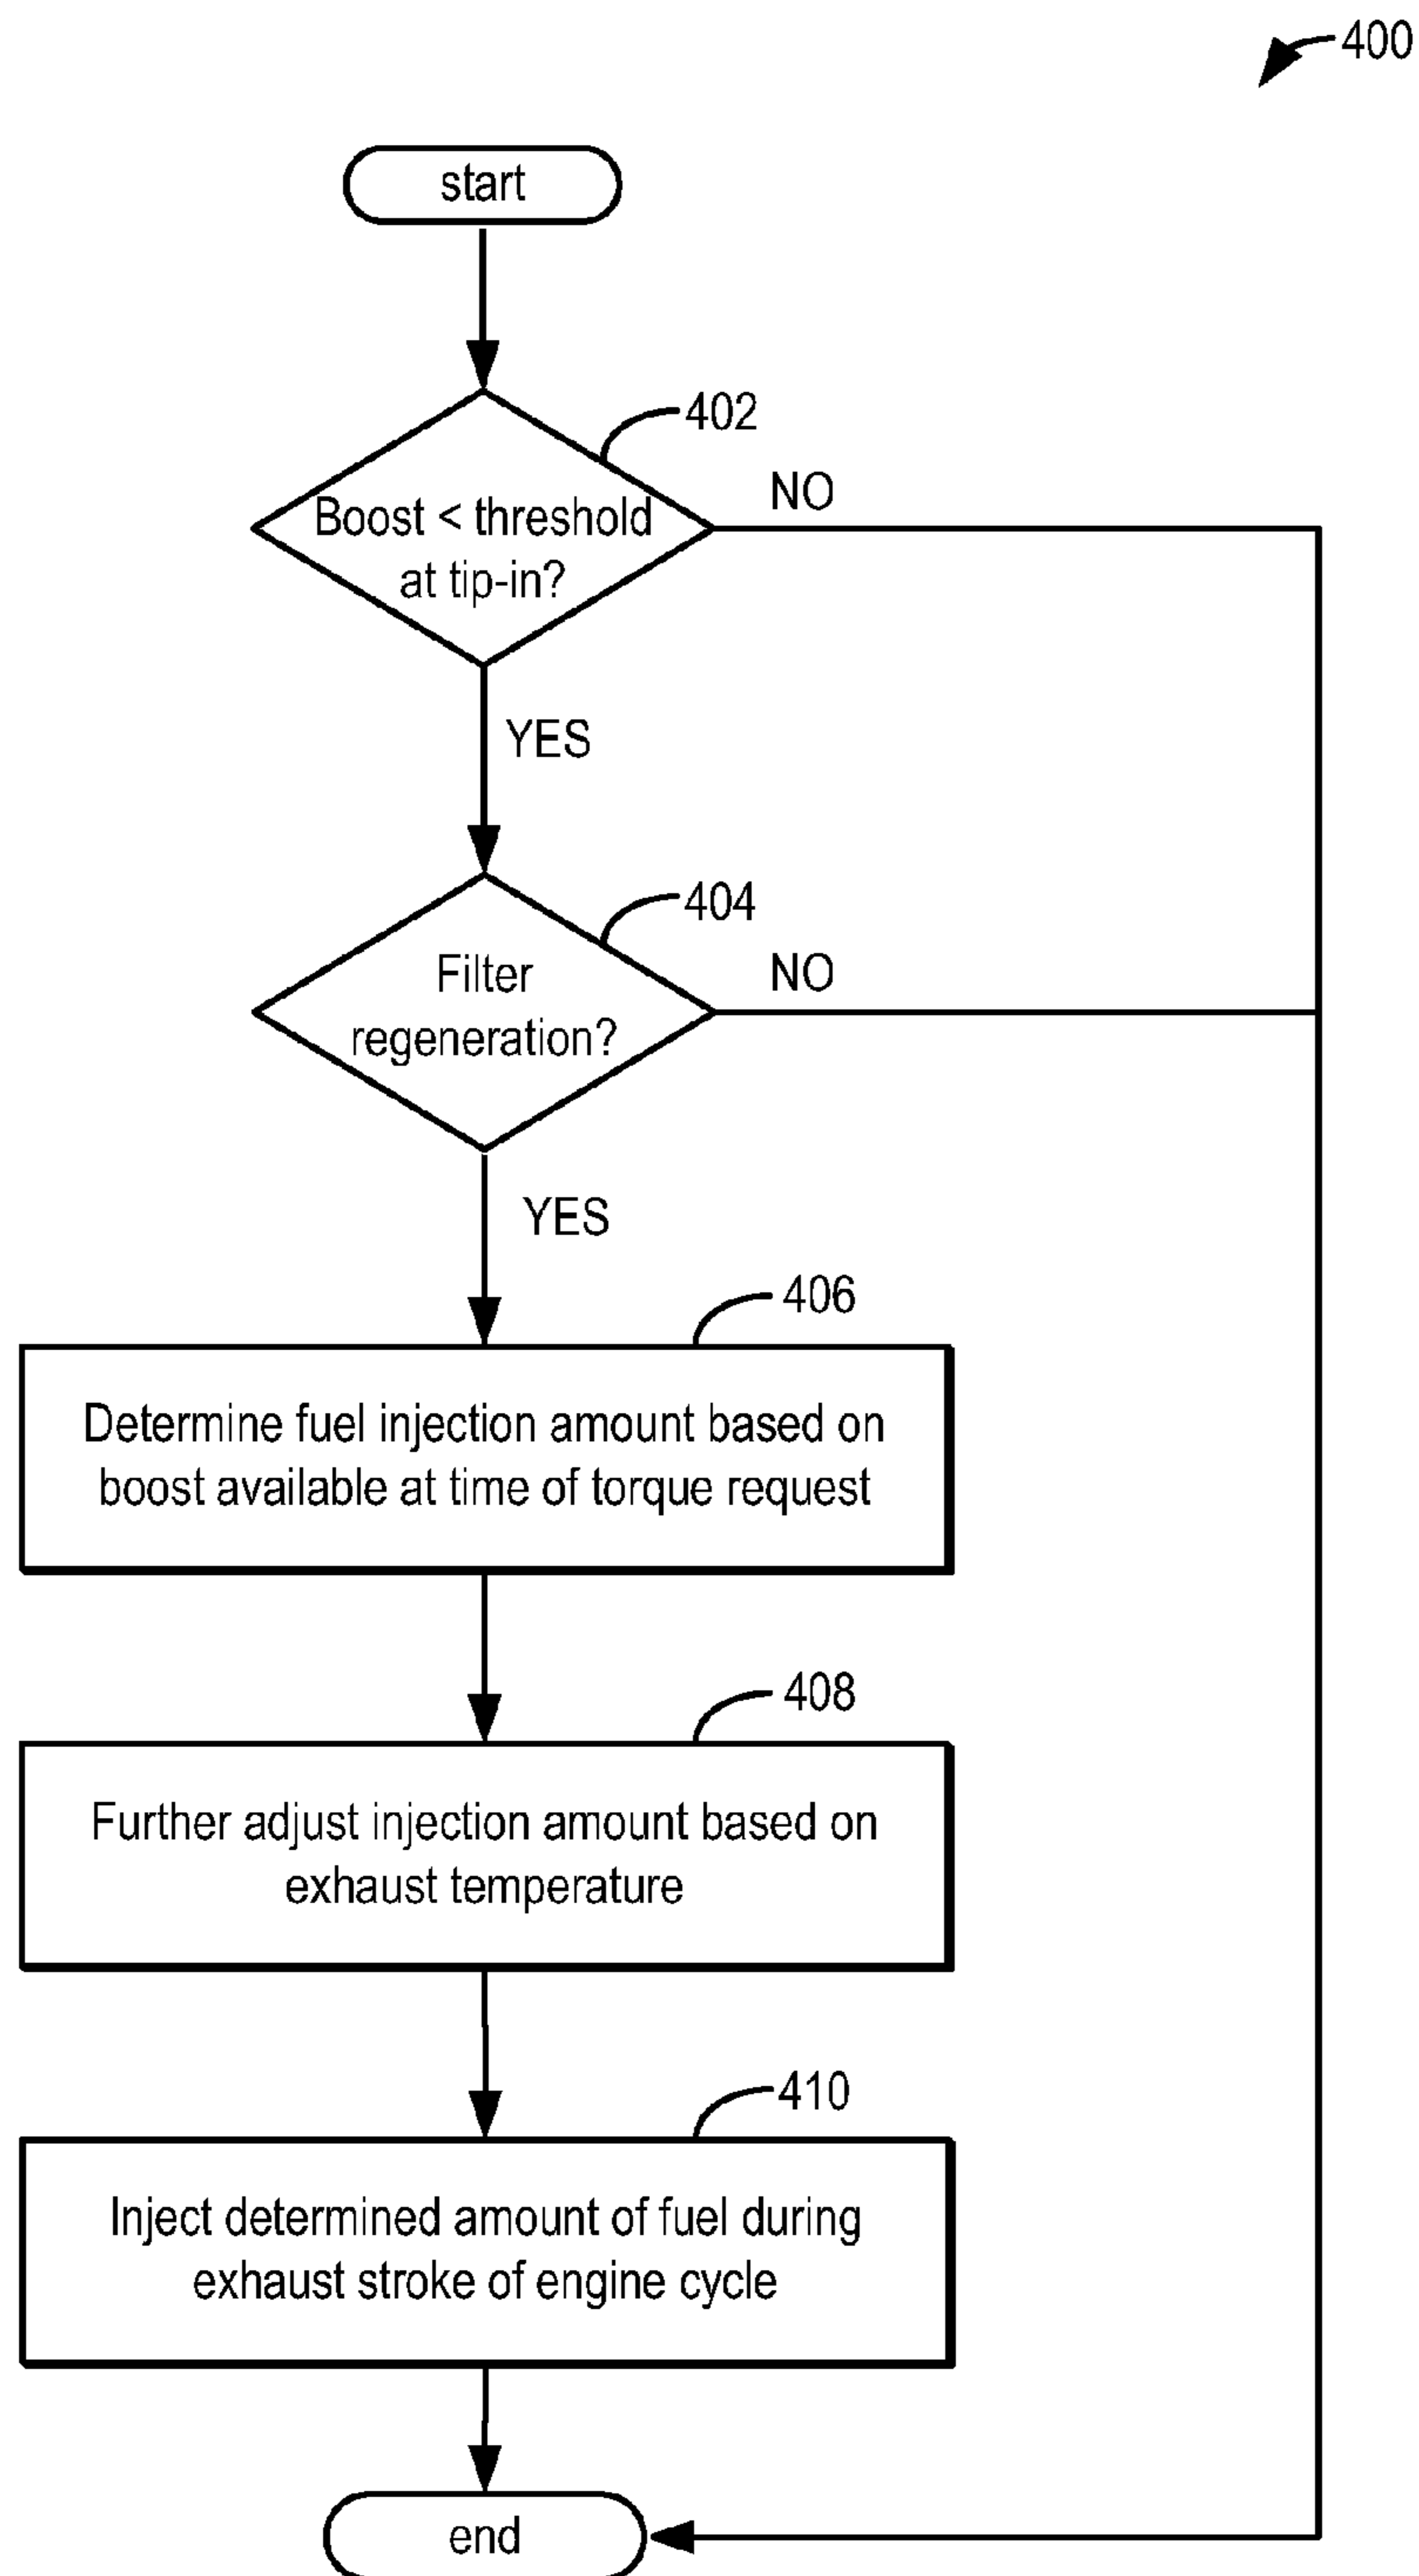 400
start
402
Boost < threshold
at tip-in?
NO
YES
404
Filter
regeneration?
NO
YES
406
Determine fuel injection amount based on
boost available at time of torque request
408
Further adjust injection amount based on
exhaust temperature
410
Inject determined amount of fuel during
exhaust stroke of engine cycle
end